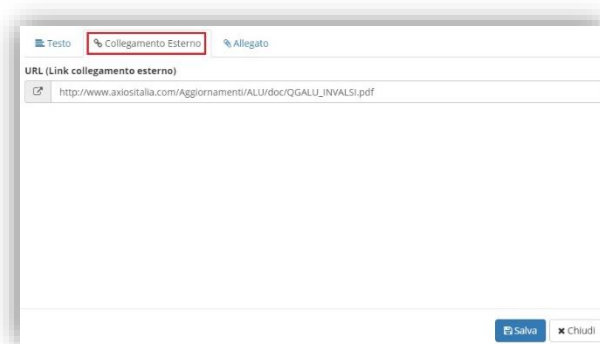 Testo Collegamento Esterno Allegato
URL (Link collegamento esterno)
http://www.axiositalia.com/Aggiornamenti/ALU/doc/QGALU_INVALSI.pdf
Salva Chiudi